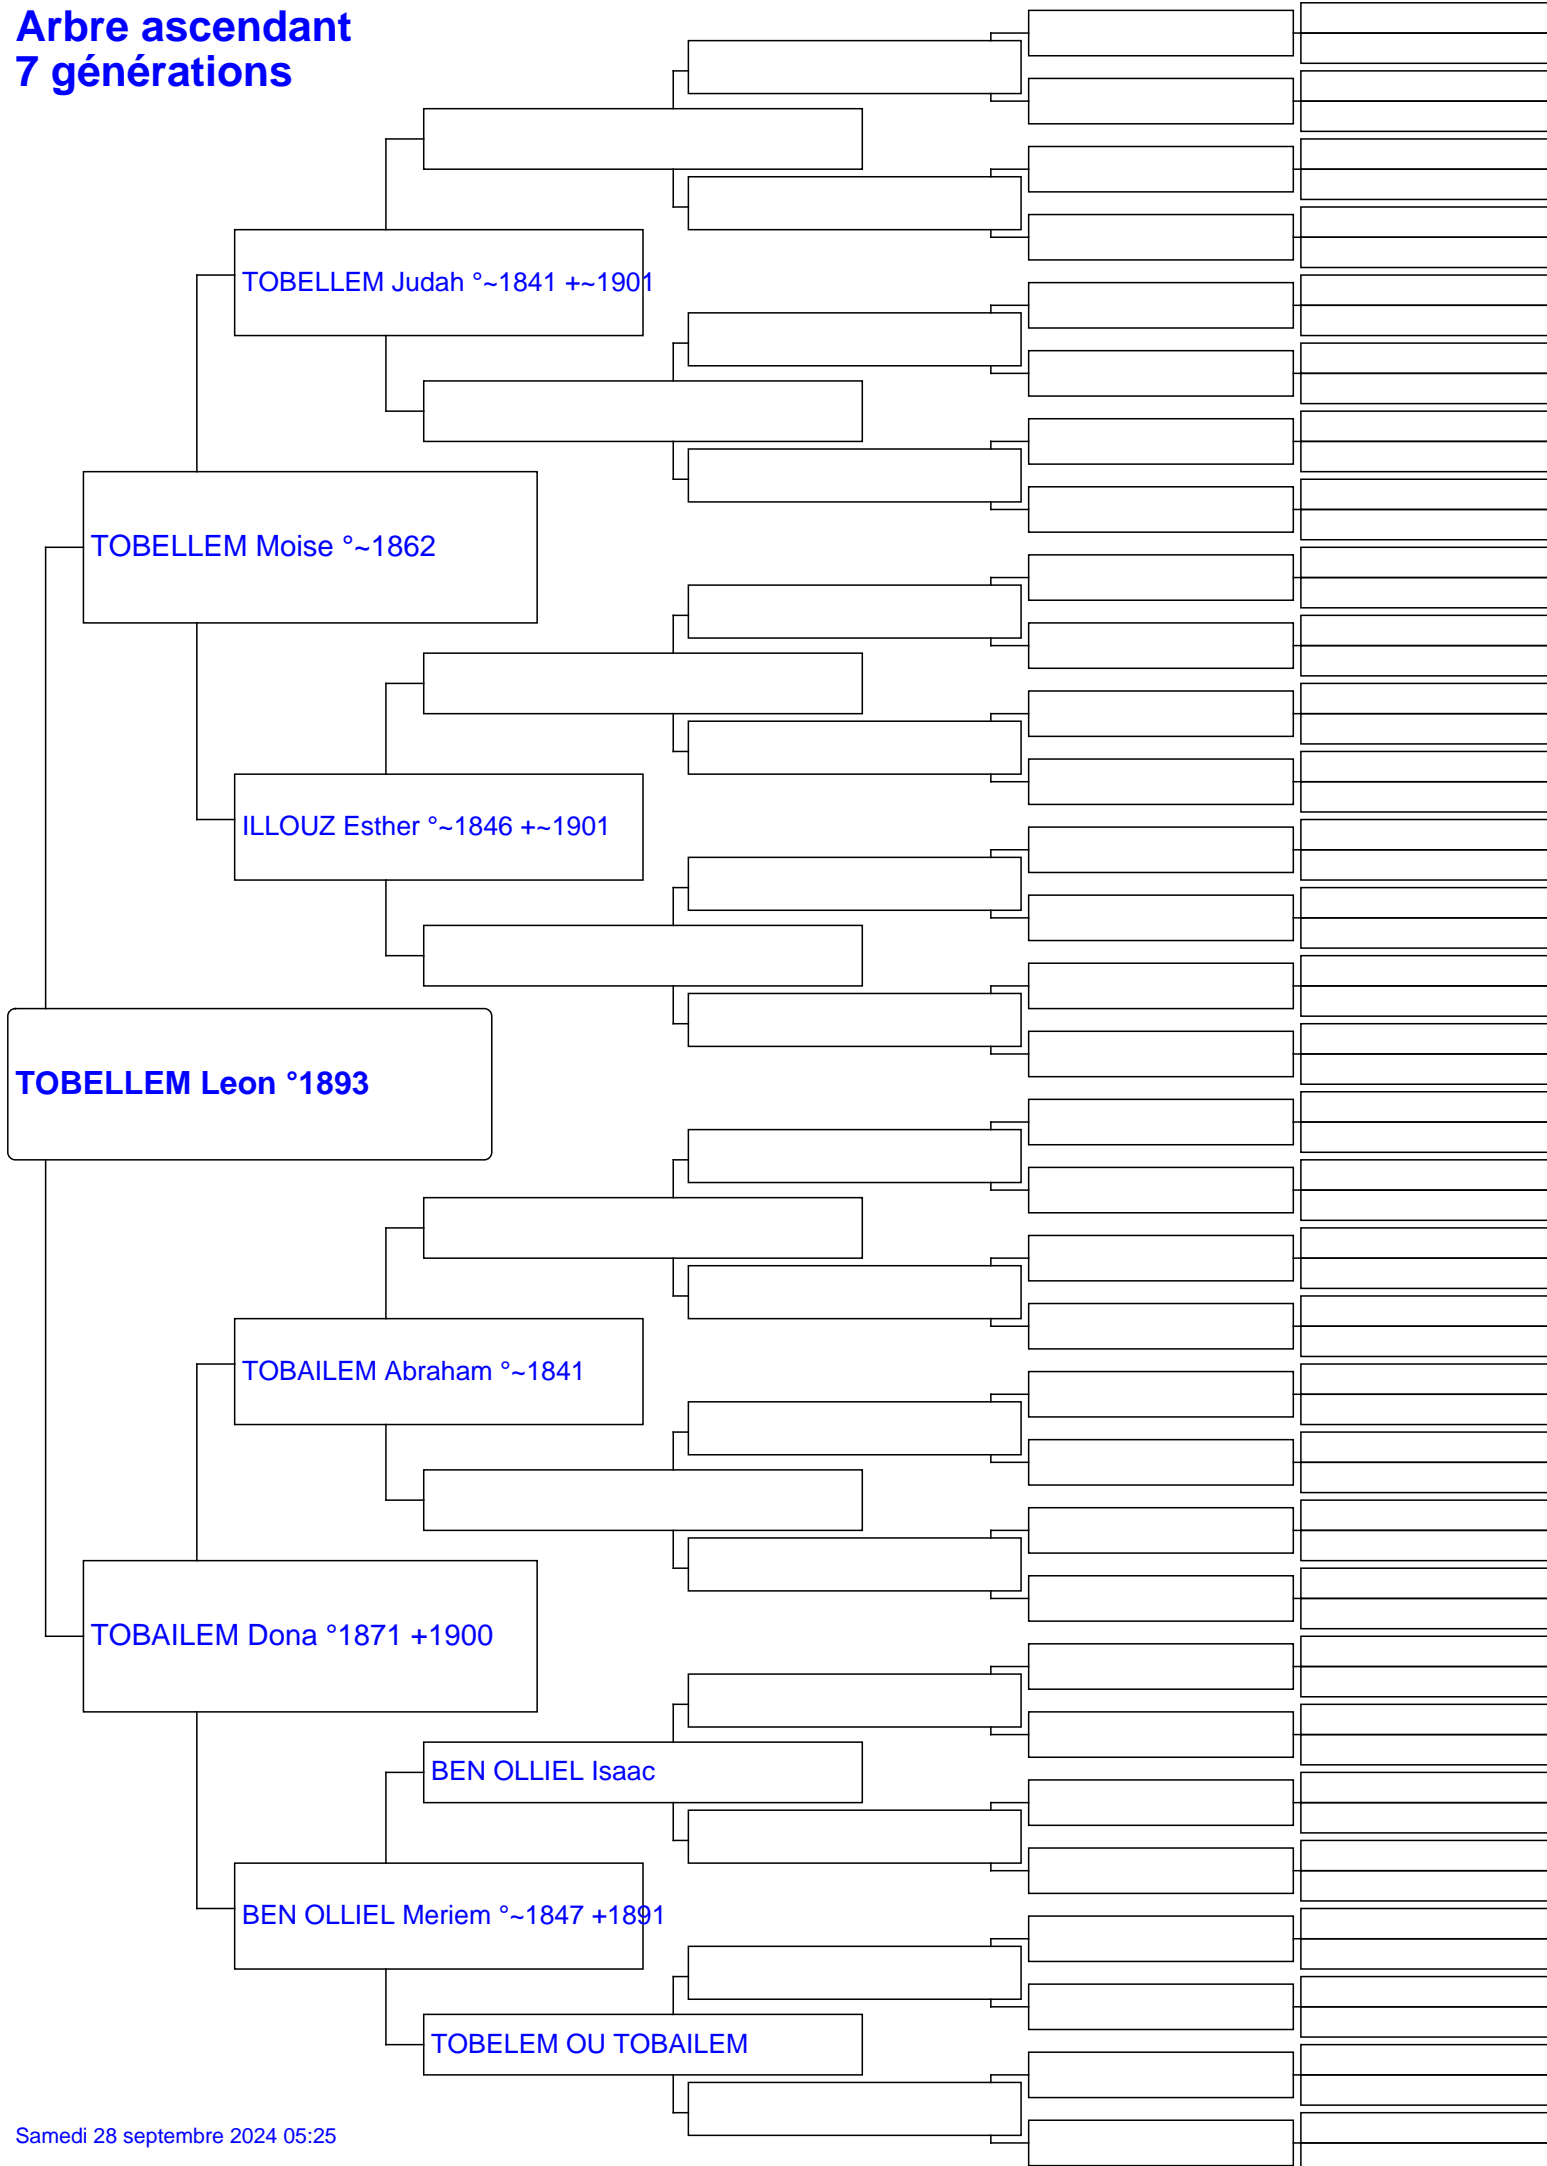 Arbre ascendant
7 générations
TOBELLEM Judah °~1841 +~1901
TOBELLEM Moise °~1862
ILLOUZ Esther °~1846 +~1901
TOBELLEM Leon °1893
TOBAILEM Abraham °~1841
TOBAILEM Dona °1871 +1900
BEN OLLIEL Isaac
BEN OLLIEL Meriem °~1847 +1891
TOBELEM OU TOBAILEM
Samedi 28 septembre 2024 05:25